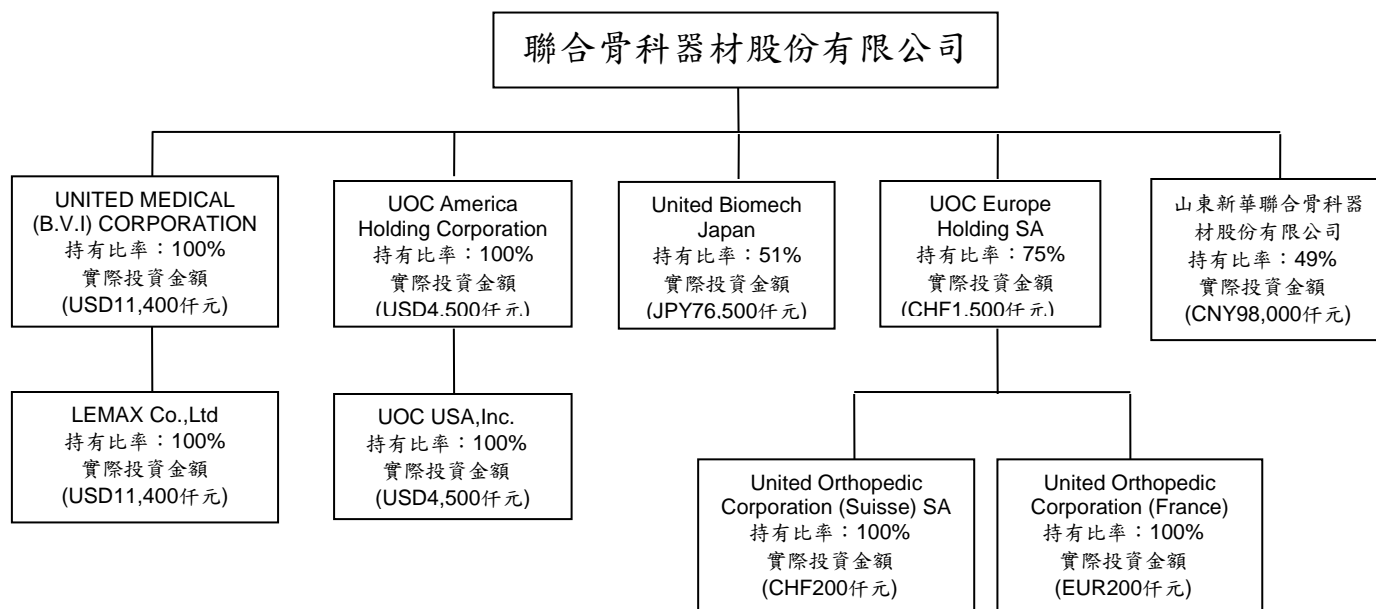 聯合骨科器材股份有限公司
UNITED MEDICAL
(B.V.I) CORPORATION
持有比率：100%
實際投資金額
(USD11,400仟元)
UOC America
Holding Corporation
持有比率：100%
實際投資金額
(USD4,500仟元)
United Biomech
Japan
持有比率：51%
實際投資金額
(JPY76,500仟元)
UOC Europe
Holding SA
持有比率：75%
實際投資金額
(CHF1,500仟元)
山東新華聯合骨科器
材股份有限公司
持有比率：49%
實際投資金額
(CNY98,000仟元)
LEMAX Co.,Ltd
持有比率：100%
實際投資金額
(USD11,400仟元)
UOC USA,Inc.
持有比率：100%
實際投資金額
(USD4,500仟元)
United Orthopedic
Corporation (Suisse) SA
持有比率：100%
實際投資金額
(CHF200仟元)
United Orthopedic
Corporation (France)
持有比率：100%
實際投資金額
(EUR200仟元)